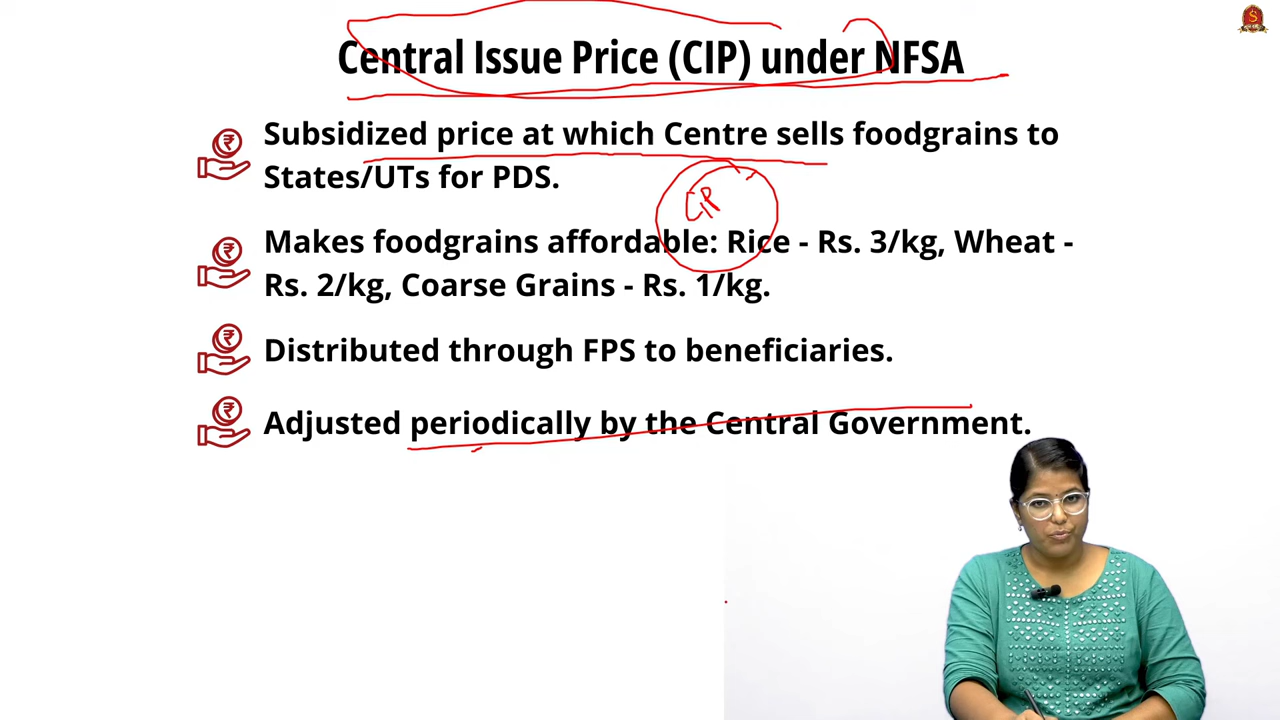 Central Issue Price (CIP) under NFSA
Subsidized price at which Centre sells foodgrains to
States/UTs for PDS.
CIP
Makes foodgrains affordable: Rice - Rs. 3/kg, Wheat -
Rs. 2/kg, Coarse Grains - Rs. 1/kg.
Distributed through FPS to beneficiaries.
Adjusted periodically by the Central Government.